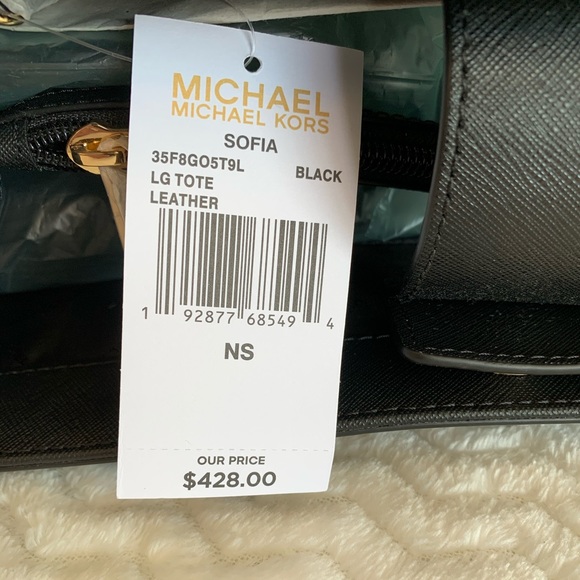 MICHAEL
MICHAEL KORS
SOFIA
35F8GO5T9L BLACK
LG TOTE
LEATHER
1 92877 68549 4
NS
OUR PRICE
$428.00